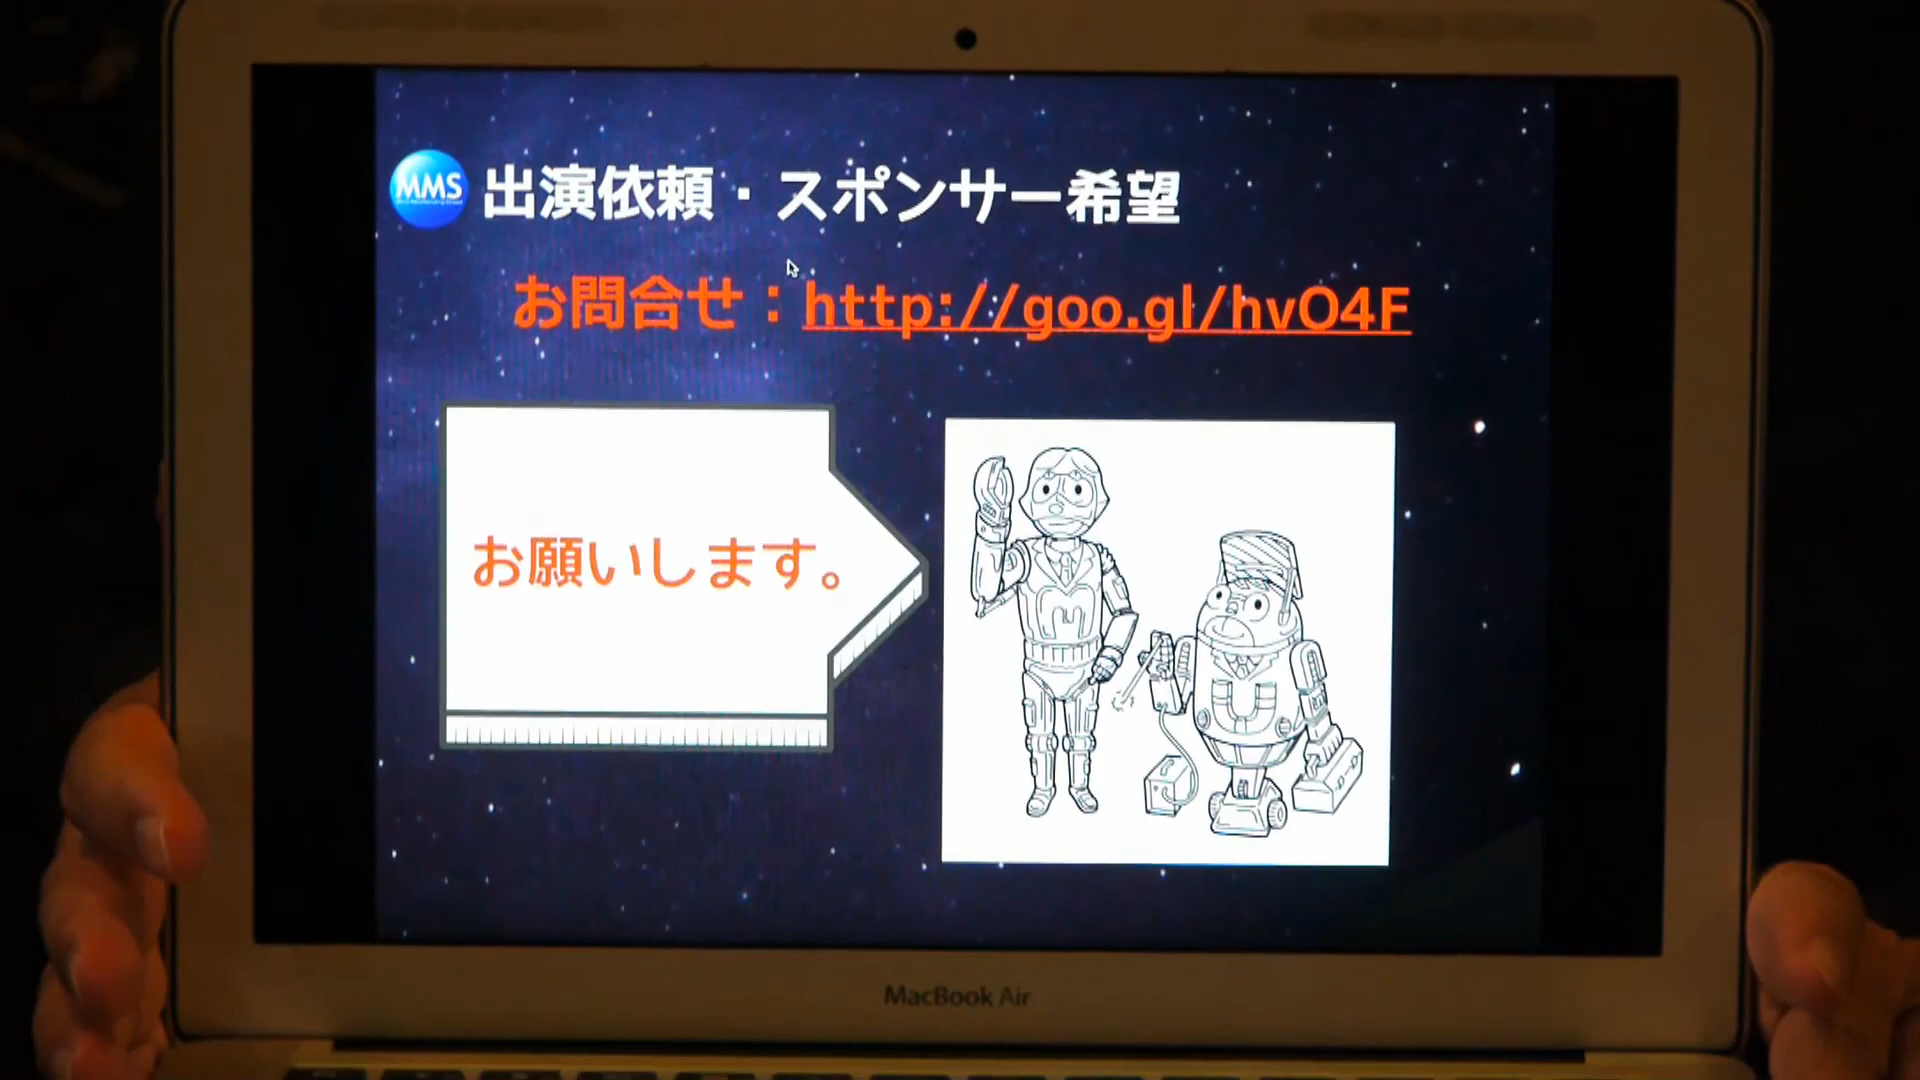 MMS
出演依頼・スポンサー希望
お問合せ：http://goo.gl/hvO4F
お願いします。
M
U
MacBook Air